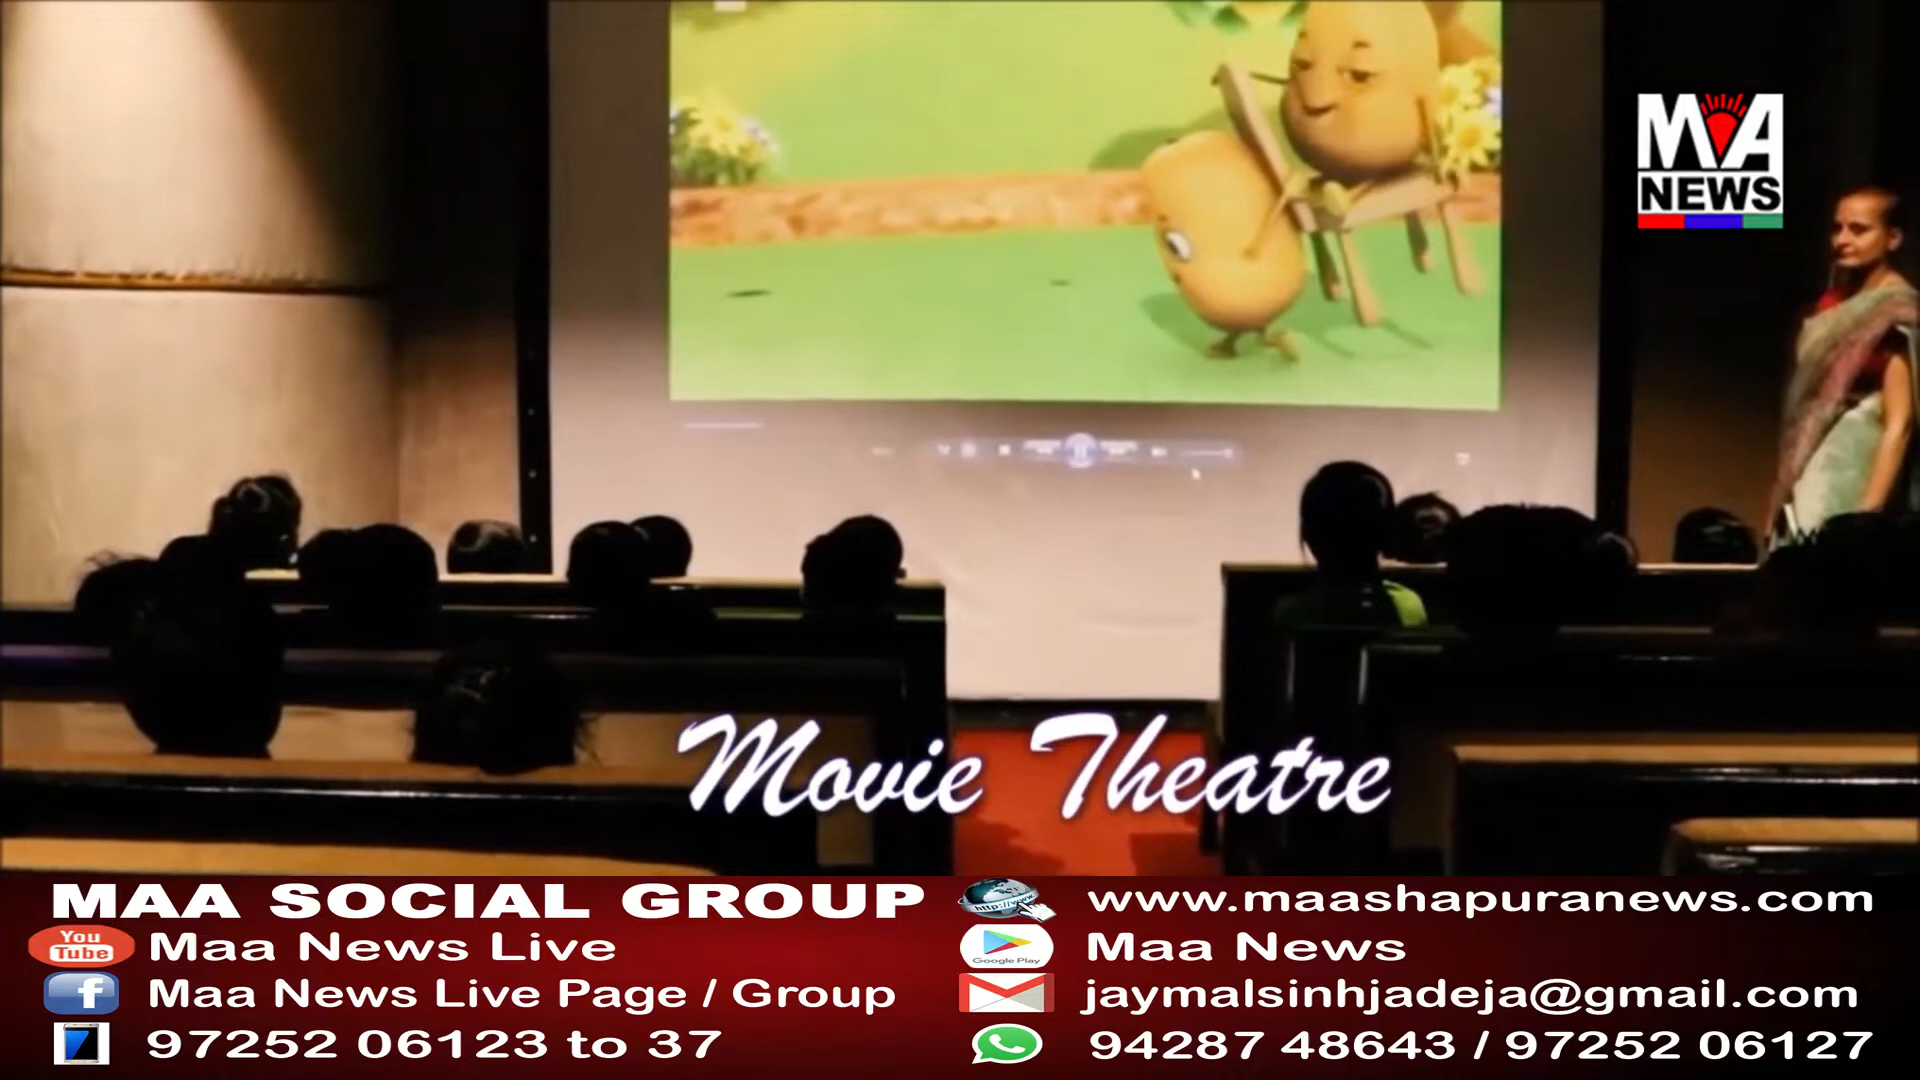 MAA
NEWS
Movie Theatre
MAA SOCIAL GROUP
You
Tube
Maa News Live
f
Maa News Live Page / Group
97252 06123 to 37
http://www
www.maashapuranews.com
Google Play
Maa News
jaymalsinhjadeja@gmail.com
94287 48643 / 97252 06127